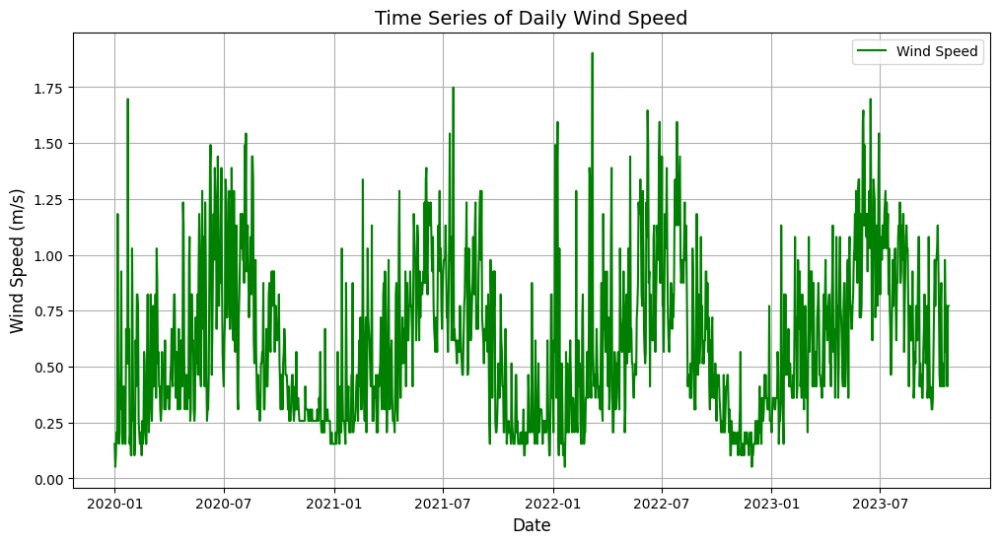 Time Series of Daily Wind Speed
Wind Speed
Wind Speed (m/s)
1.75
1.50
1.25
1.00
0.75
0.50
0.25
0.00
2020-01 2020-07 2021-01 2021-07 2022-01 2022-07 2023-01 2023-07
Date